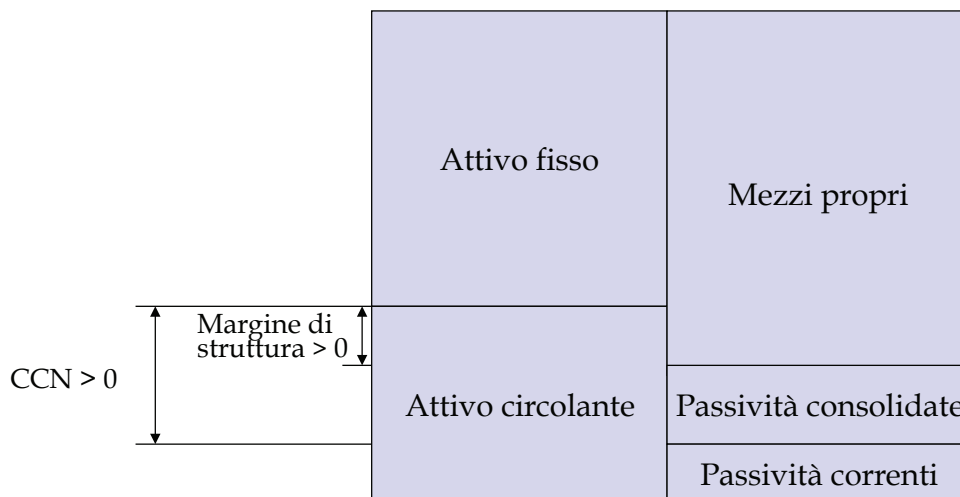 Attivo fisso
Mezzi propri
Margine di
struttura > 0
CCN > 0
Attivo circolante
Passività consolidate
Passività correnti